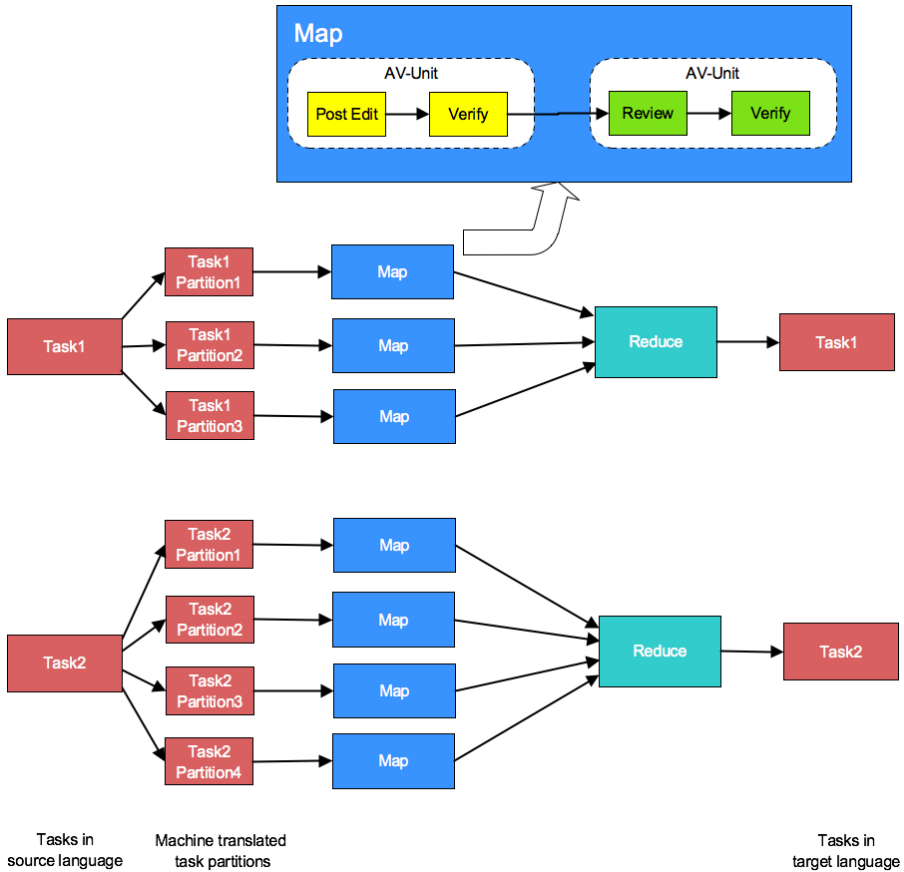 Map
AV-Unit
AV-Unit
Post Edit
Verify
Review
Verify
Task1
Partition1
Map
Task1
Task1
Partition2
Map
Reduce
Task1
Task1
Partition3
Map
Task2
Partition1
Map
Task2
Partition2
Map
Task2
Reduce
Task2
Task2
Partition3
Map
Task2
Partition4
Map
Tasks in
source language
Machine translated
task partitions
Tasks in
target language